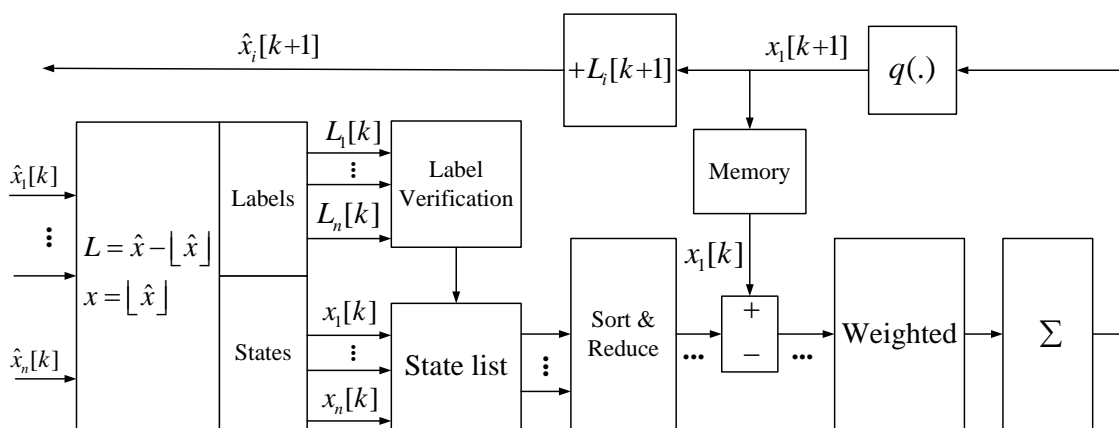 x̂ᵢ[k+1]
+Lᵢ[k+1]
x₁[k+1]
q(.)
x̂₁[k]
⋮
x̂ₙ[k]
L = x̂ − ⌊x̂⌋
x = ⌊x̂⌋
Labels
States
L₁[k]
⋮
Lₙ[k]
Label
Verification
x₁[k]
⋮
xₙ[k]
State list
⋮
Sort &
Reduce
...
Memory
x₁[k]
+
−
...
Weighted
Σ